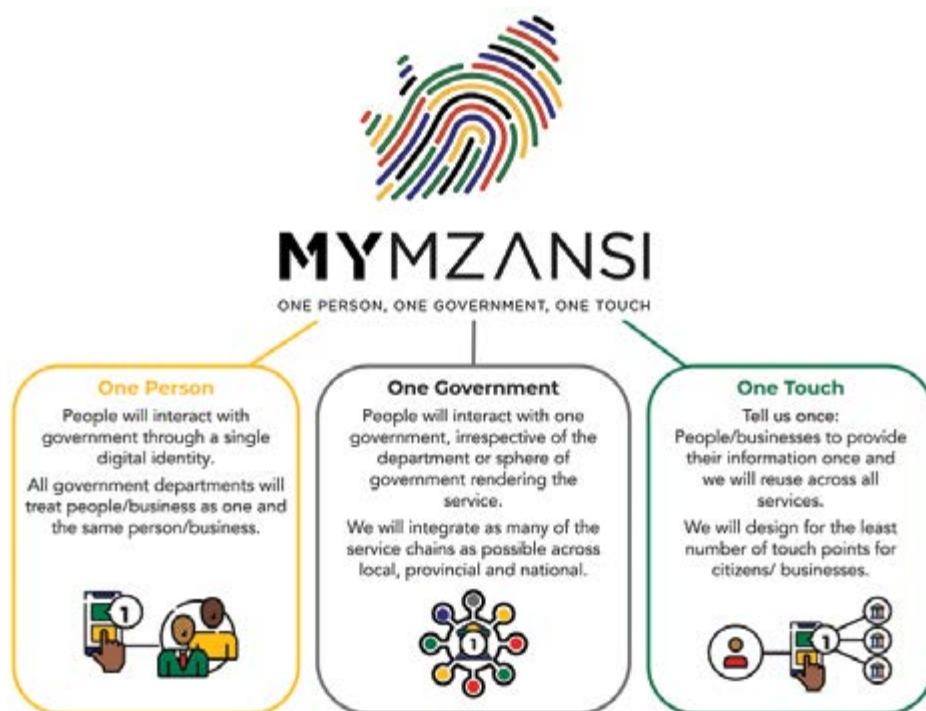 MYMZANSI
ONE PERSON, ONE GOVERNMENT, ONE TOUCH
One Person
People will interact with
government through a single
digital identity.
All government departments will
treat people/business as one and
the same person/business.
1
One Government
People will interact with one
government, irrespective of the
department or sphere of
government rendering the
service.
We will integrate as many of the
service chains as possible across
local, provincial and national.
1
One Touch
Tell us once:
People/businesses to provide
their information once and
we will reuse across all
services.
We will design for the least
number of touch points for
citizens/ businesses.
1